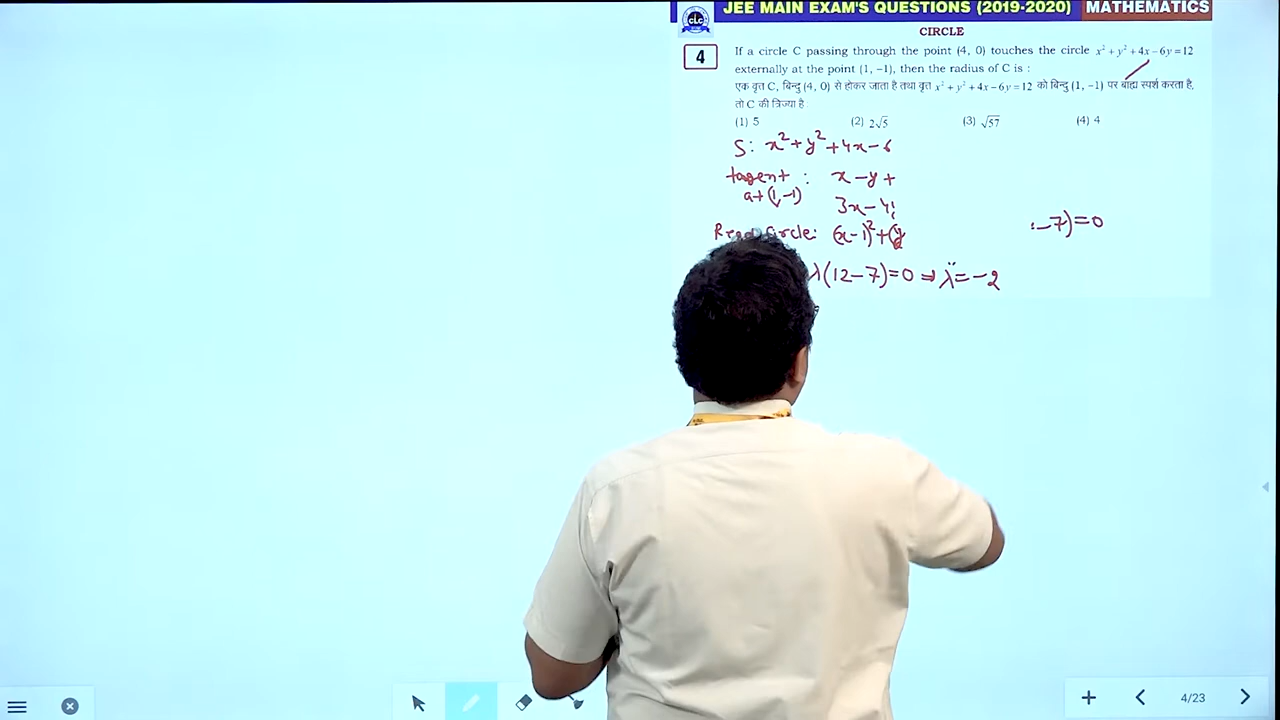 CLC
JEE MAIN EXAM'S QUESTIONS (2019-2020) MATHEMATICS
CIRCLE
4
If a circle C passing through the point (4, 0) touches the circle x² + y² + 4x − 6y = 12
externally at the point (1, −1), then the radius of C is :
एक वृत्त C, बिन्दु (4, 0) से होकर जाता है तथा वृत्त x² + y² + 4x − 6y = 12 को बिन्दु (1, −1) पर बाह्य स्पर्श करता है,
तो C की त्रिज्या है :
(1) 5 (2) 2√5 (3) √57 (4) 4
S: x² + y² + 4x − 6
tagent : x − y +
at (1, −1) 3x − 4
Circle: (x−1)² + (y −7) = 0
λ(12−7) = 0 ⇒ λ = −2
4/23